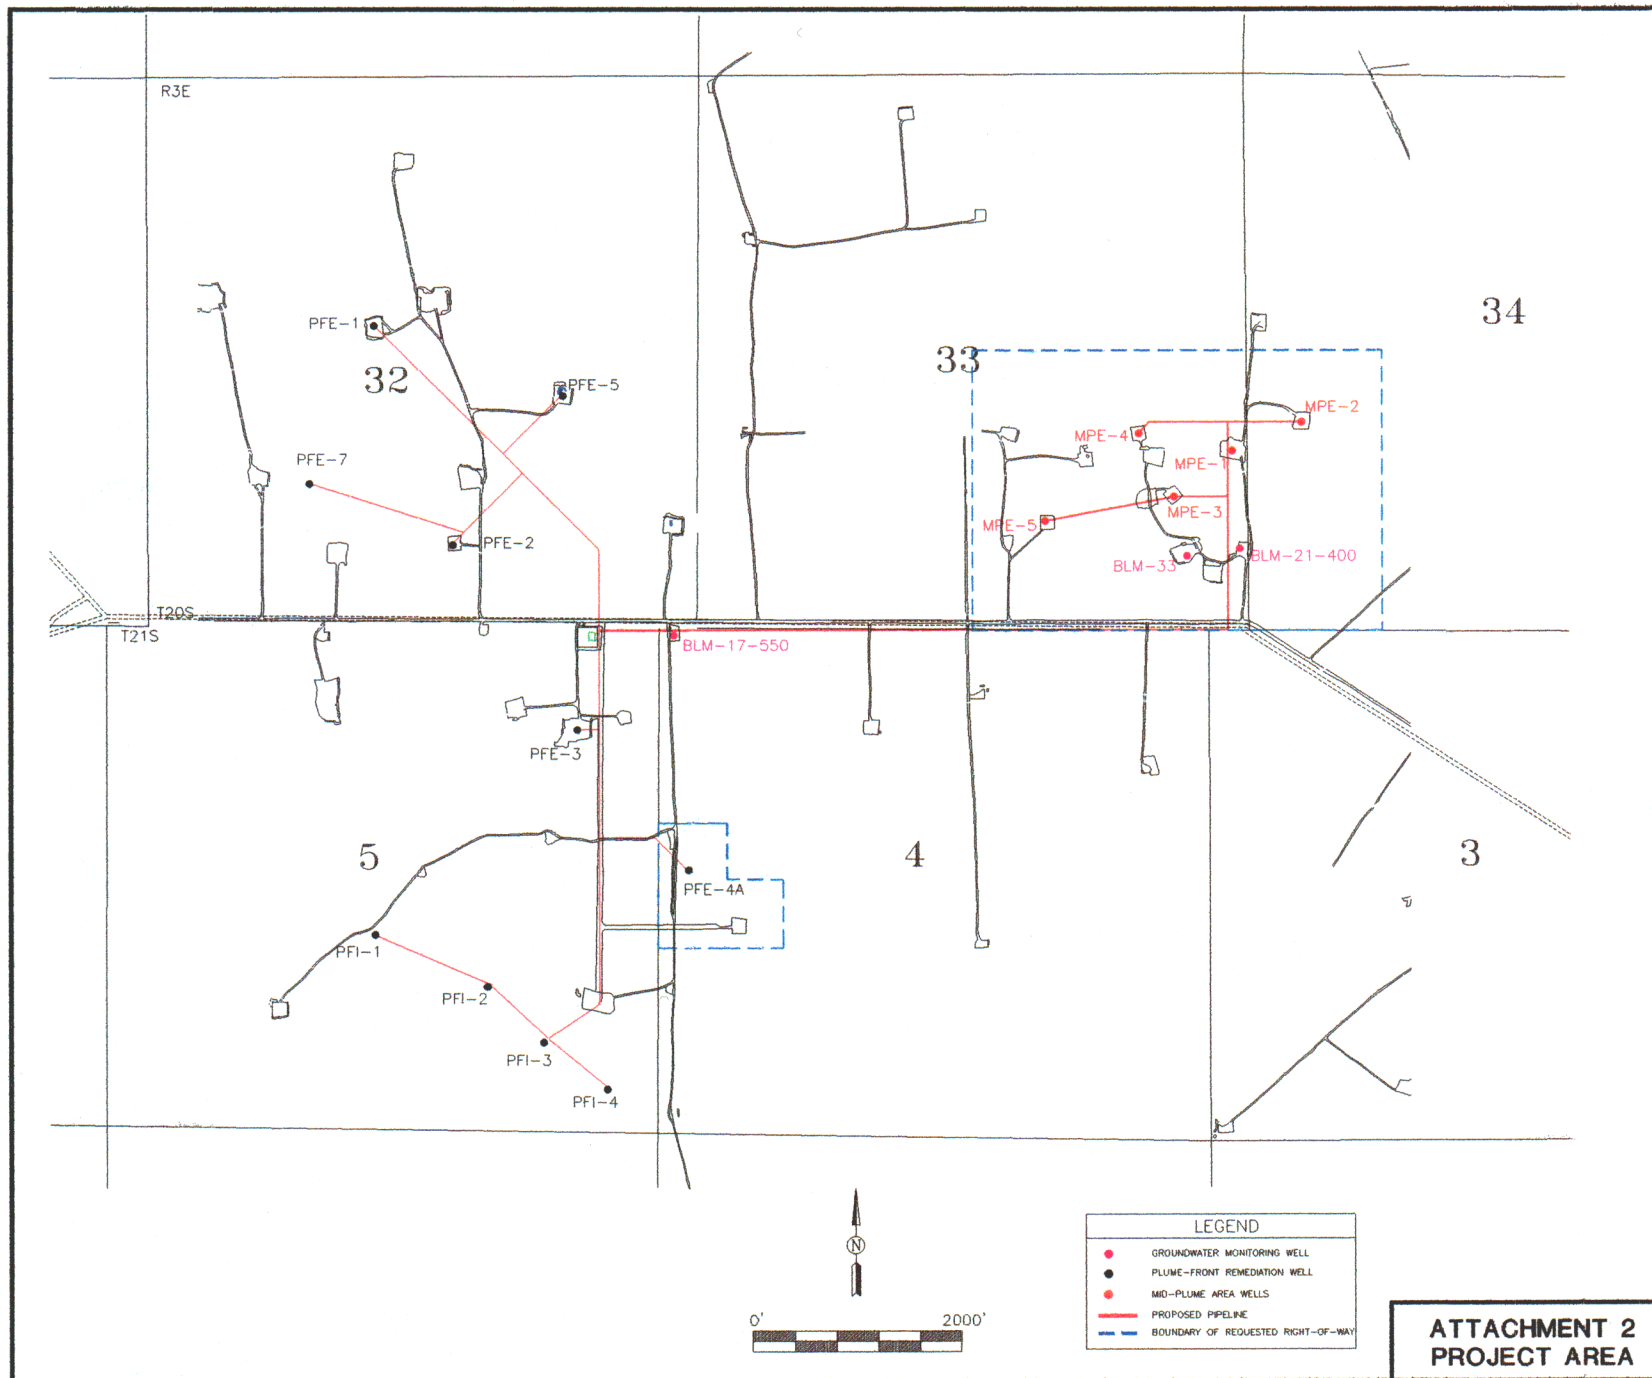 R3E
34
PFE-1
33
32
PFE-5
MPE-2
MPE-4
PFE-7
MPE-1
MPE-3
MPE-5
PFE-2
BLM-33
BLM-21-400
T20S
T21S
BLM-17-550
PFE-3
5
4
3
PFE-4A
PFI-1
PFI-2
PFI-3
PFI-4
N
0' 2000'
LEGEND
GROUNDWATER MONITORING WELL
PLUME-FRONT REMEDIATION WELL
MID-PLUME AREA WELLS
PROPOSED PIPELINE
BOUNDARY OF REQUESTED RIGHT-OF-WAY
ATTACHMENT 2
PROJECT AREA